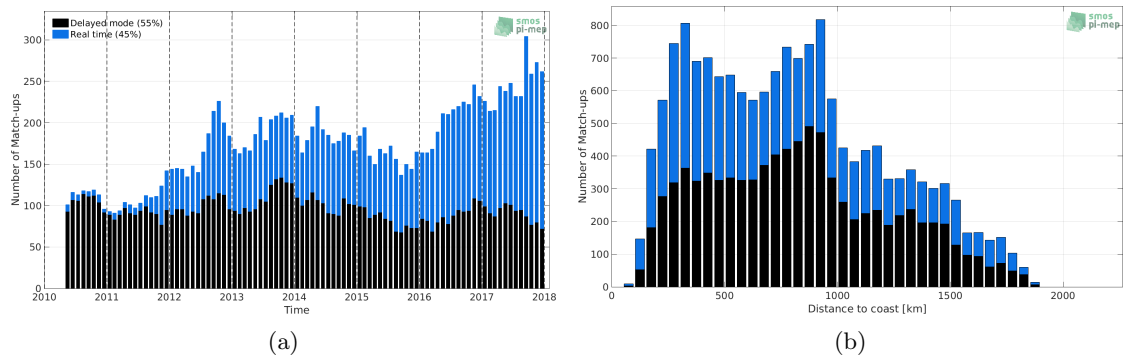 Delayed mode (55%)
Real time (45%)
smos
pi-mep
Number of Match-ups
300
250
200
150
100
50
0
2010 2011 2012 2013 2014 2015 2016 2017 2018
Time
(a)
smos
pi-mep
Number of Match-ups
800
700
600
500
400
300
200
100
0
0 500 1000 1500 2000
Distance to coast [km]
(b)